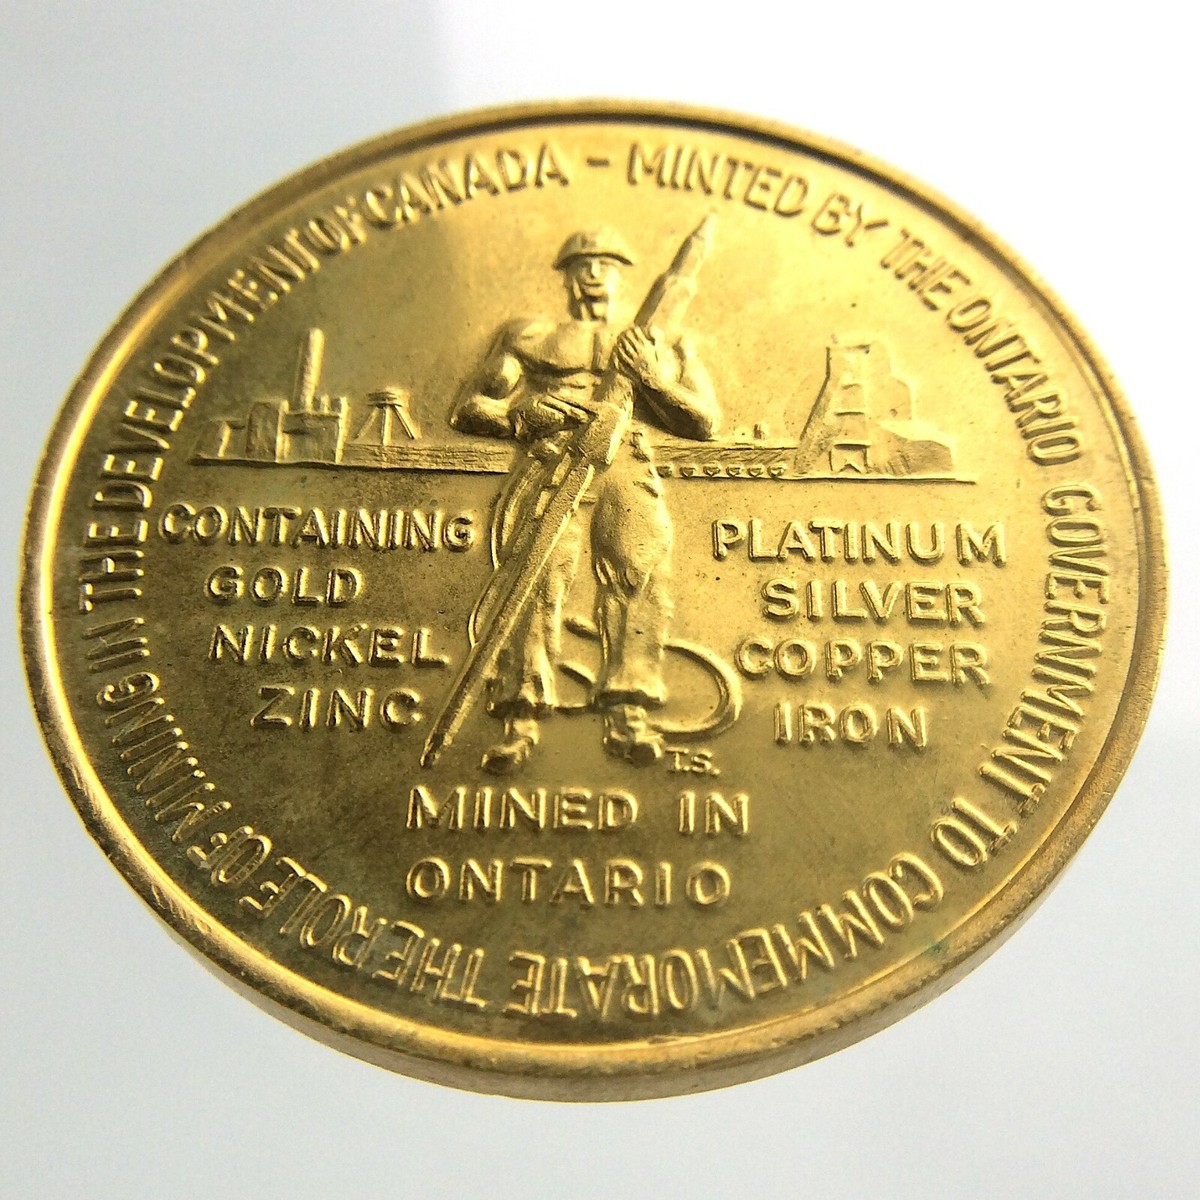 MINTED BY THE ONTARIO GOVERNMENT TO COMMEMORATE THE ROLE OF MINING IN THE DEVELOPMENT OF CANADA -
CONTAINING
GOLD
NICKEL
ZINC
PLATINUM
SILVER
COPPER
IRON
T.S.
MINED IN
ONTARIO